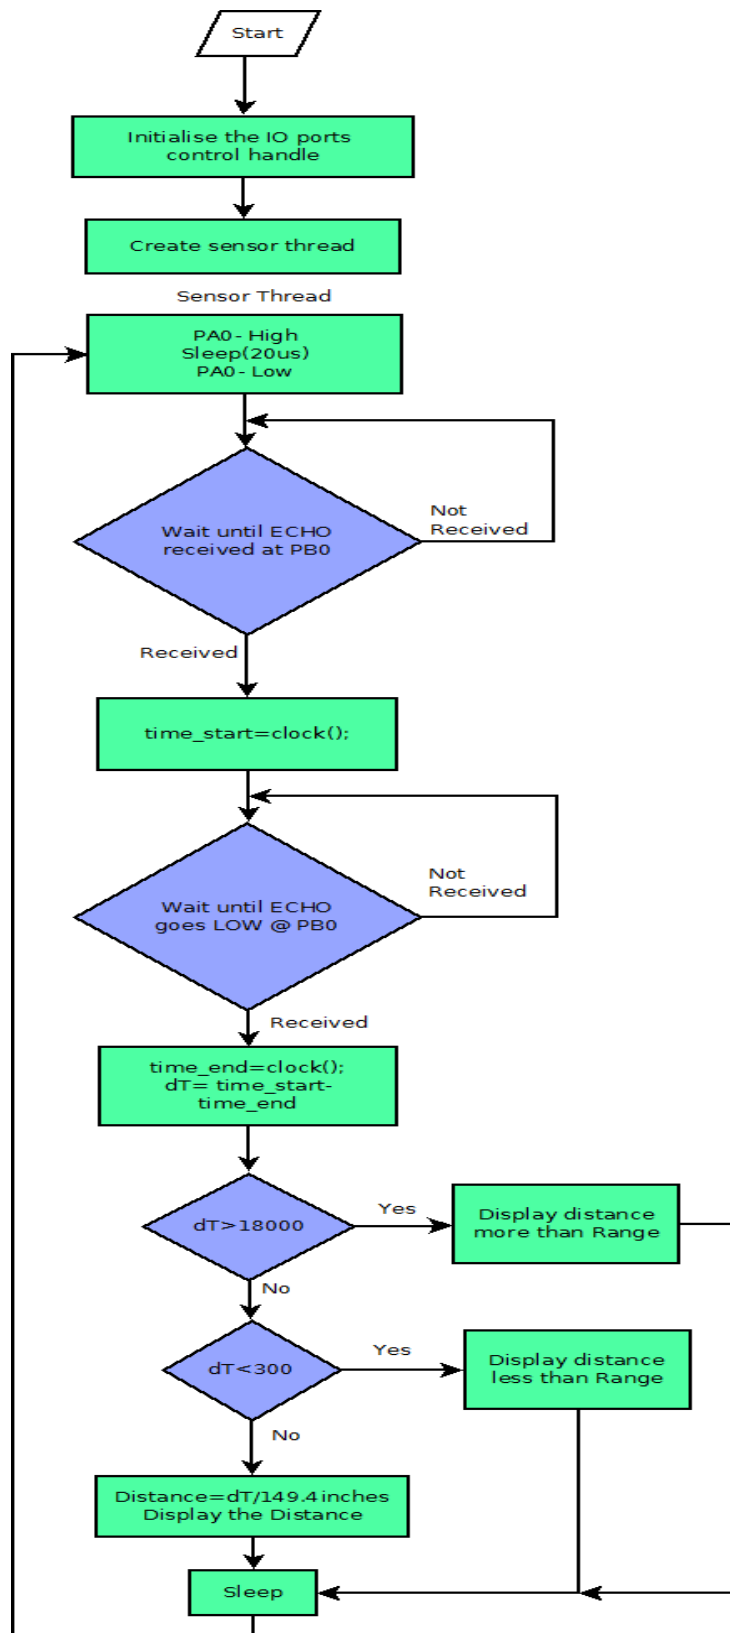 Start
Initialise the IO ports
control handle
Create sensor thread
Sensor Thread
PA0- High
Sleep(20us)
PA0- Low
Wait until ECHO
received at PB0
Not
Received
Received
time_start=clock();
Wait until ECHO
goes LOW @ PB0
Not
Received
Received
time_end=clock();
dT= time_start-
time_end
dT>18000
Yes
Display distance
more than Range
No
dT<300
Yes
Display distance
less than Range
No
Distance=dT/149.4inches
Display the Distance
Sleep